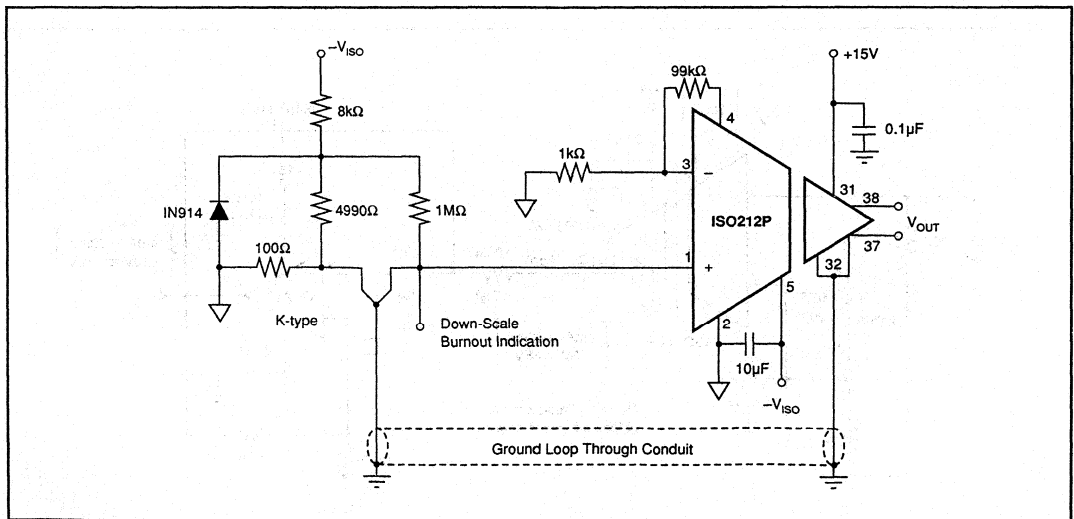 –V_ISO
+15V
99kΩ
4
8kΩ
0.1µF
1kΩ
3
–
31
38
IN914
4990Ω
1MΩ
ISO212P
V_OUT
37
100Ω
1
+
32
5
K-type
Down-Scale
Burnout Indication
2
10µF
–V_ISO
Ground Loop Through Conduit